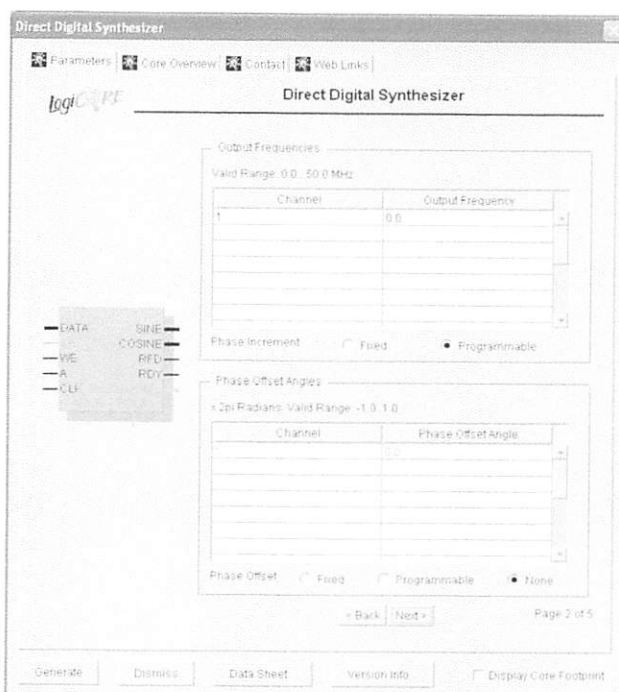 Direct Digital Synthesizer
Parameters Core Overview Contact Web Links
LogiCORE
Direct Digital Synthesizer
Output Frequencies
Valid Range: 0.0..50.0 MHz
Channel Output Frequency
1 0.0
Phase Increment Fixed Programmable
DATA
WE
A
CLK
SINE
COSINE
RFD
RDY
Phase Offset Angles
x 2pi Radians. Valid Range: -1.0..1.0
Channel Phase Offset Angle
0.0
Phase Offset Fixed Programmable None
< Back Next >
Page 2 of 5
Generate Dismiss Data Sheet Version Info Display Core Footprint